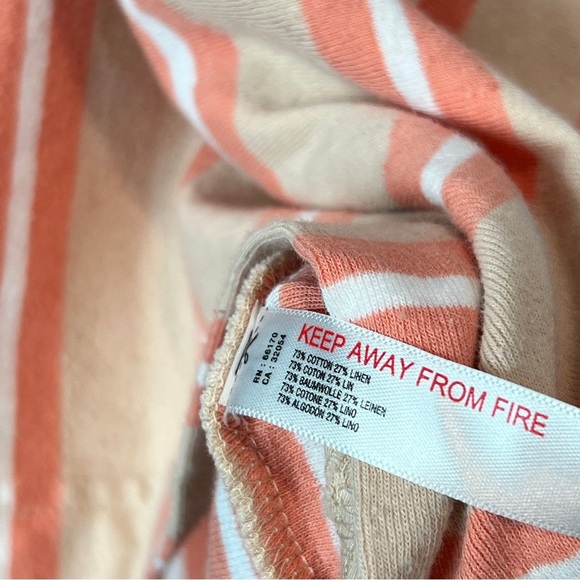 KEEP AWAY FROM FIRE
73% COTTON 27% LINEN
73% COTON 27% LIN
73% BAUMWOLLE 27% LEINEN
73% COTONE 27% LINO
73% ALGODÓN 27% LINO
RN : 66170
CA : 32054